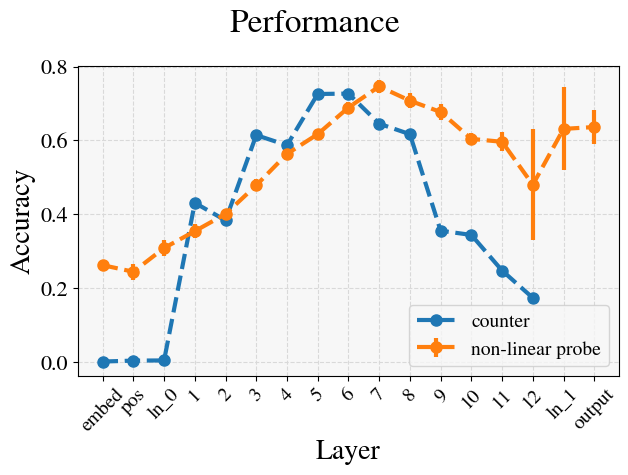 Performance
Accuracy
0.8
0.6
0.4
0.2
0.0
counter
non-linear probe
embed pos ln_0 1 2 3 4 5 6 7 8 9 10 11 12 ln_1 output
Layer